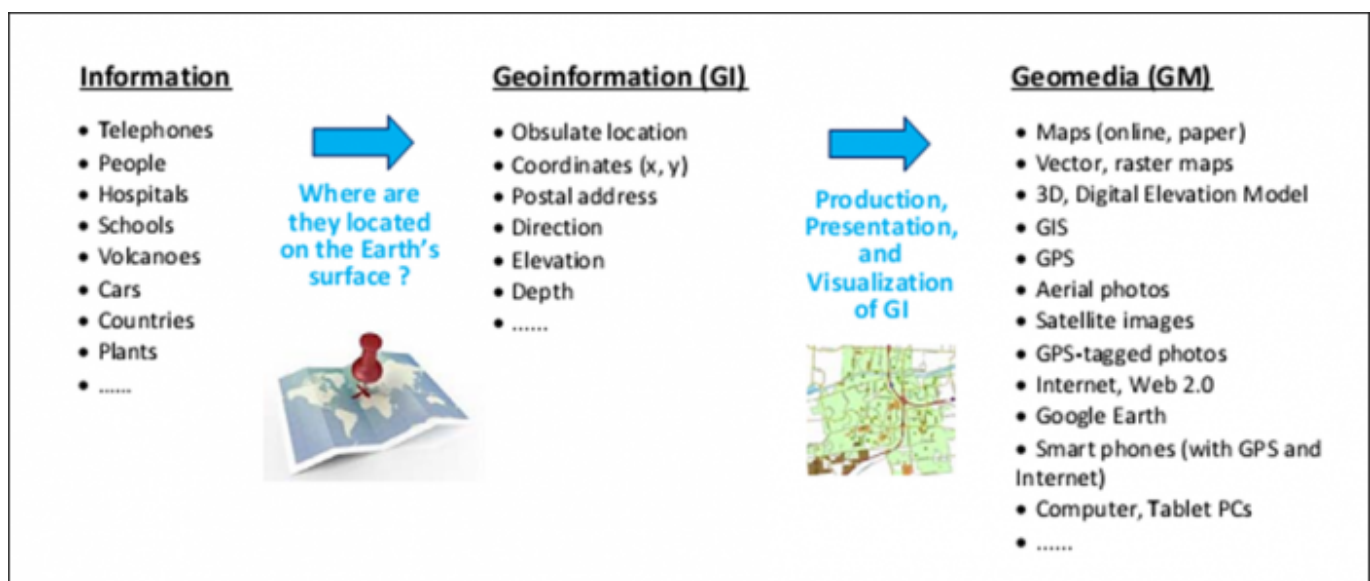 Information
• Telephones
• People
• Hospitals
• Schools
• Volcanoes
• Cars
• Countries
• Plants
• ......
Where are
they located
on the Earth's
surface ?
Geoinformation (GI)
• Obsulate location
• Coordinates (x, y)
• Postal address
• Direction
• Elevation
• Depth
• ......
Production,
Presentation,
and
Visualization
of GI
Geomedia (GM)
• Maps (online, paper)
• Vector, raster maps
• 3D, Digital Elevation Model
• GIS
• GPS
• Aerial photos
• Satellite images
• GPS-tagged photos
• Internet, Web 2.0
• Google Earth
• Smart phones (with GPS and
Internet)
• Computer, Tablet PCs
• ......